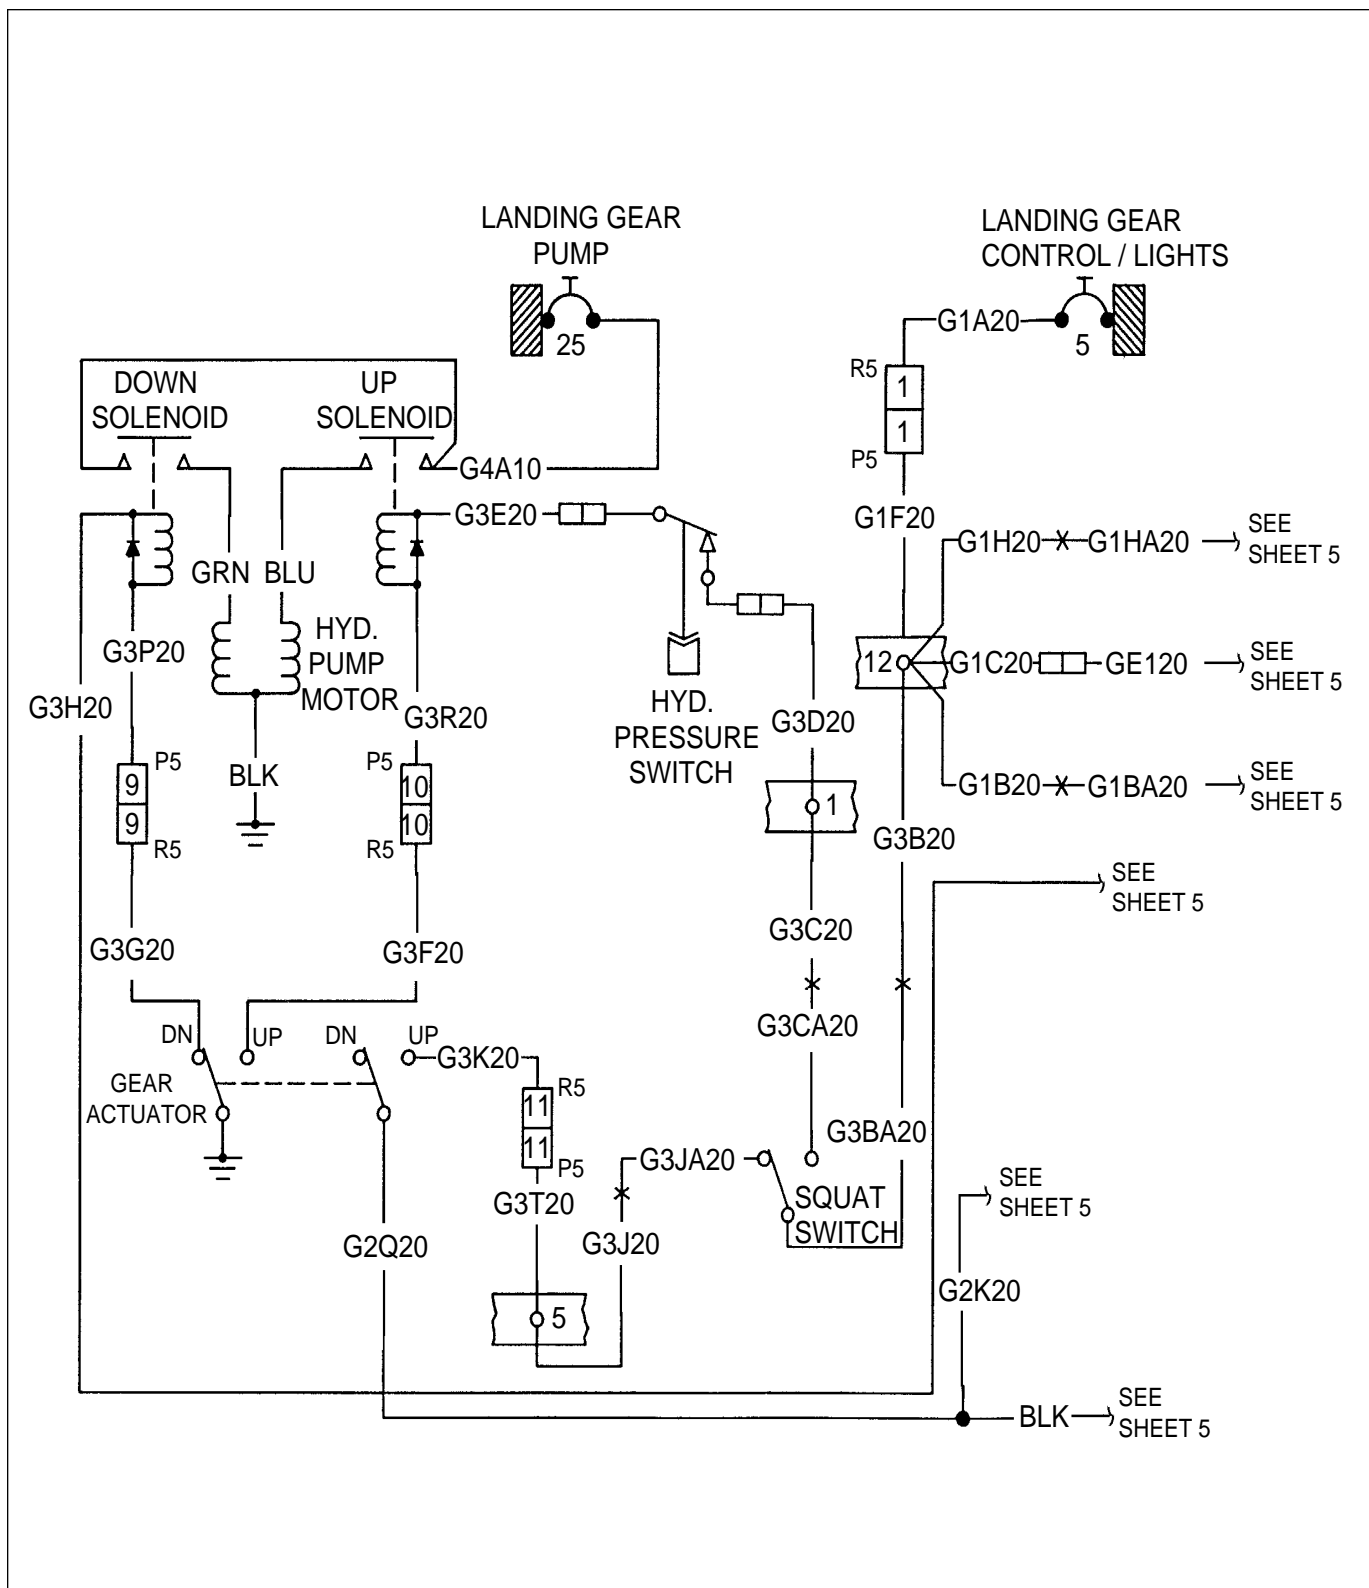 LANDING GEAR
PUMP
25
LANDING GEAR
CONTROL / LIGHTS
G1A20
5
R5
1
1
P5
DOWN
SOLENOID
UP
SOLENOID
G4A10
G3E20
G1F20
G1H20
G1HA20
SEE
SHEET 5
GRN
BLU
HYD.
PUMP
MOTOR
G3P20
G3H20
G3R20
12
G1C20
GE120
SEE
SHEET 5
HYD.
PRESSURE
SWITCH
G3D20
P5
9
9
R5
BLK
P5
10
10
R5
1
G1B20
G1BA20
SEE
SHEET 5
G3B20
SEE
SHEET 5
G3G20
G3F20
G3C20
G3CA20
DN
UP
DN
UP
G3K20
GEAR
ACTUATOR
R5
11
11
P5
G3BA20
G3JA20
SQUAT
SWITCH
G3T20
G3J20
G2Q20
SEE
SHEET 5
G2K20
5
BLK
SEE
SHEET 5